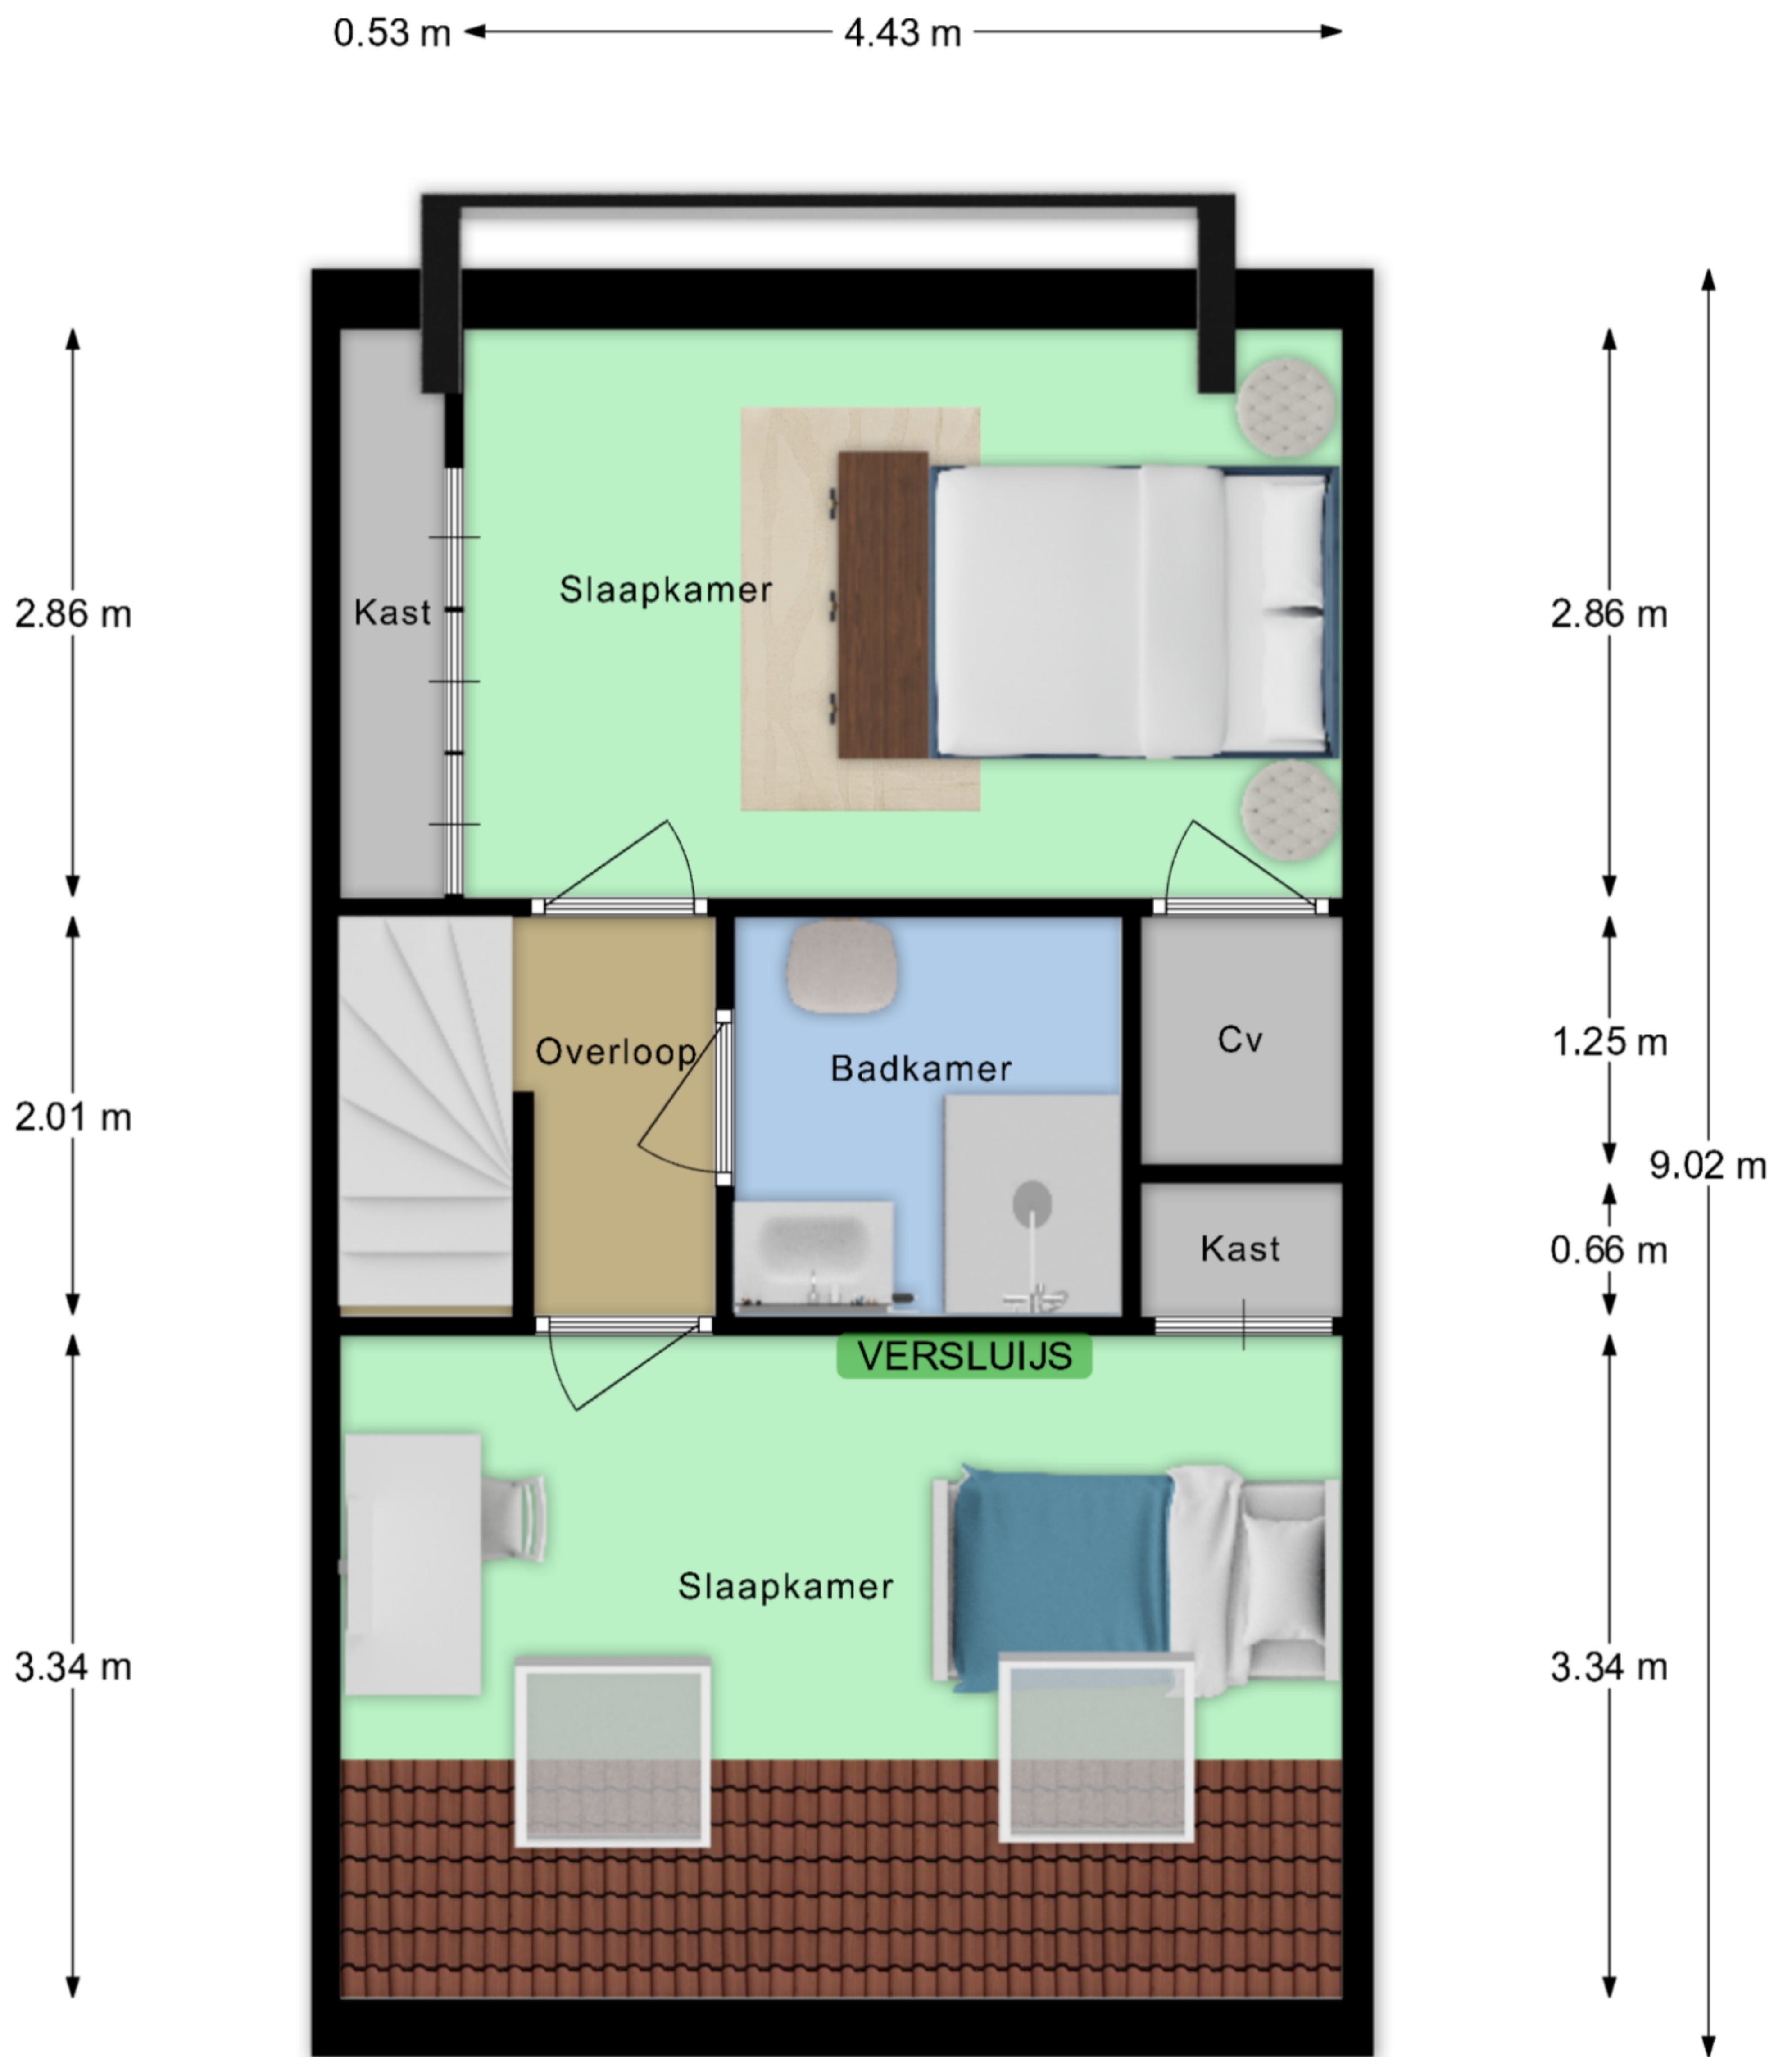 0.53 m
4.43 m
2.86 m
Kast
Slaapkamer
2.86 m
2.01 m
Overloop
Badkamer
Cv
1.25 m
9.02 m
Kast
0.66 m
VERSLUIJS
3.34 m
Slaapkamer
3.34 m